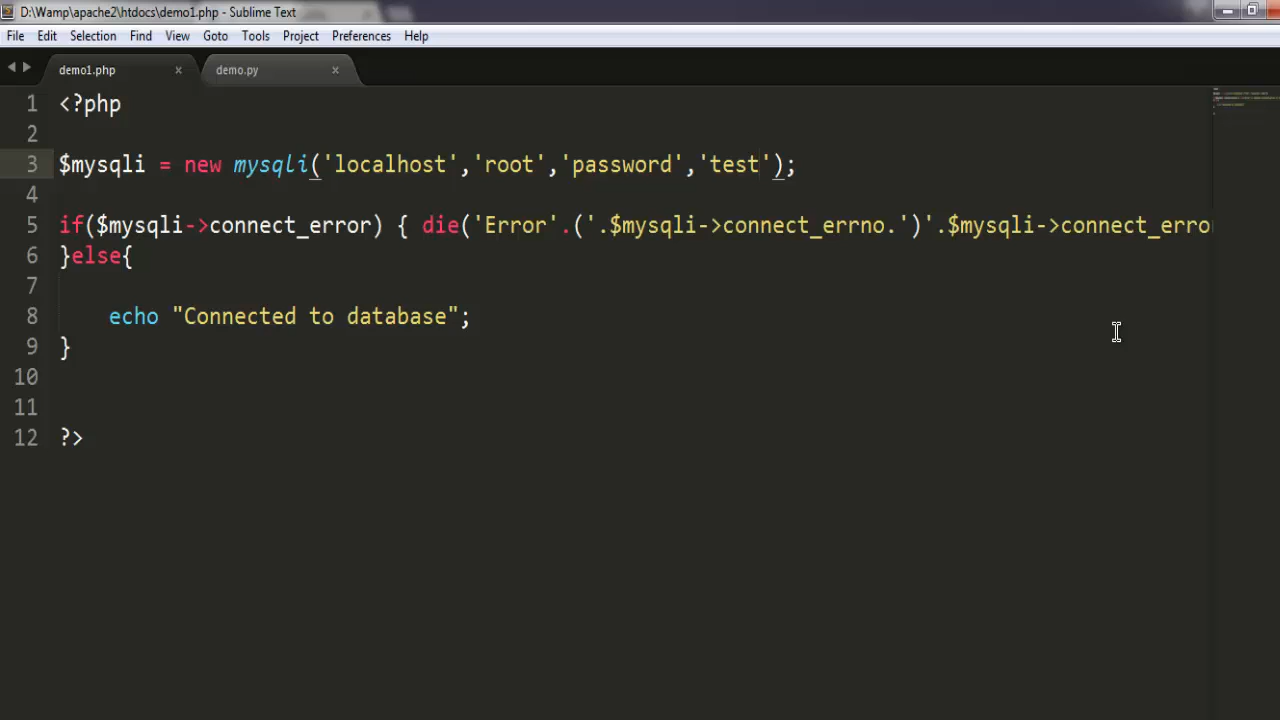 D:\Wamp\apache2\htdocs\demo1.php - Sublime Text
File Edit Selection Find View Goto Tools Project Preferences Help
demo1.php × demo.py ×
1 <?php
2
3 $mysqli = new mysqli('localhost','root','password','test');
4
5 if($mysqli->connect_error) { die('Error'.('.$mysqli->connect_errno.')'.$mysqli->connect_erro
6 }else{
7
8 echo "Connected to database";
9 }
10
11
12 ?>